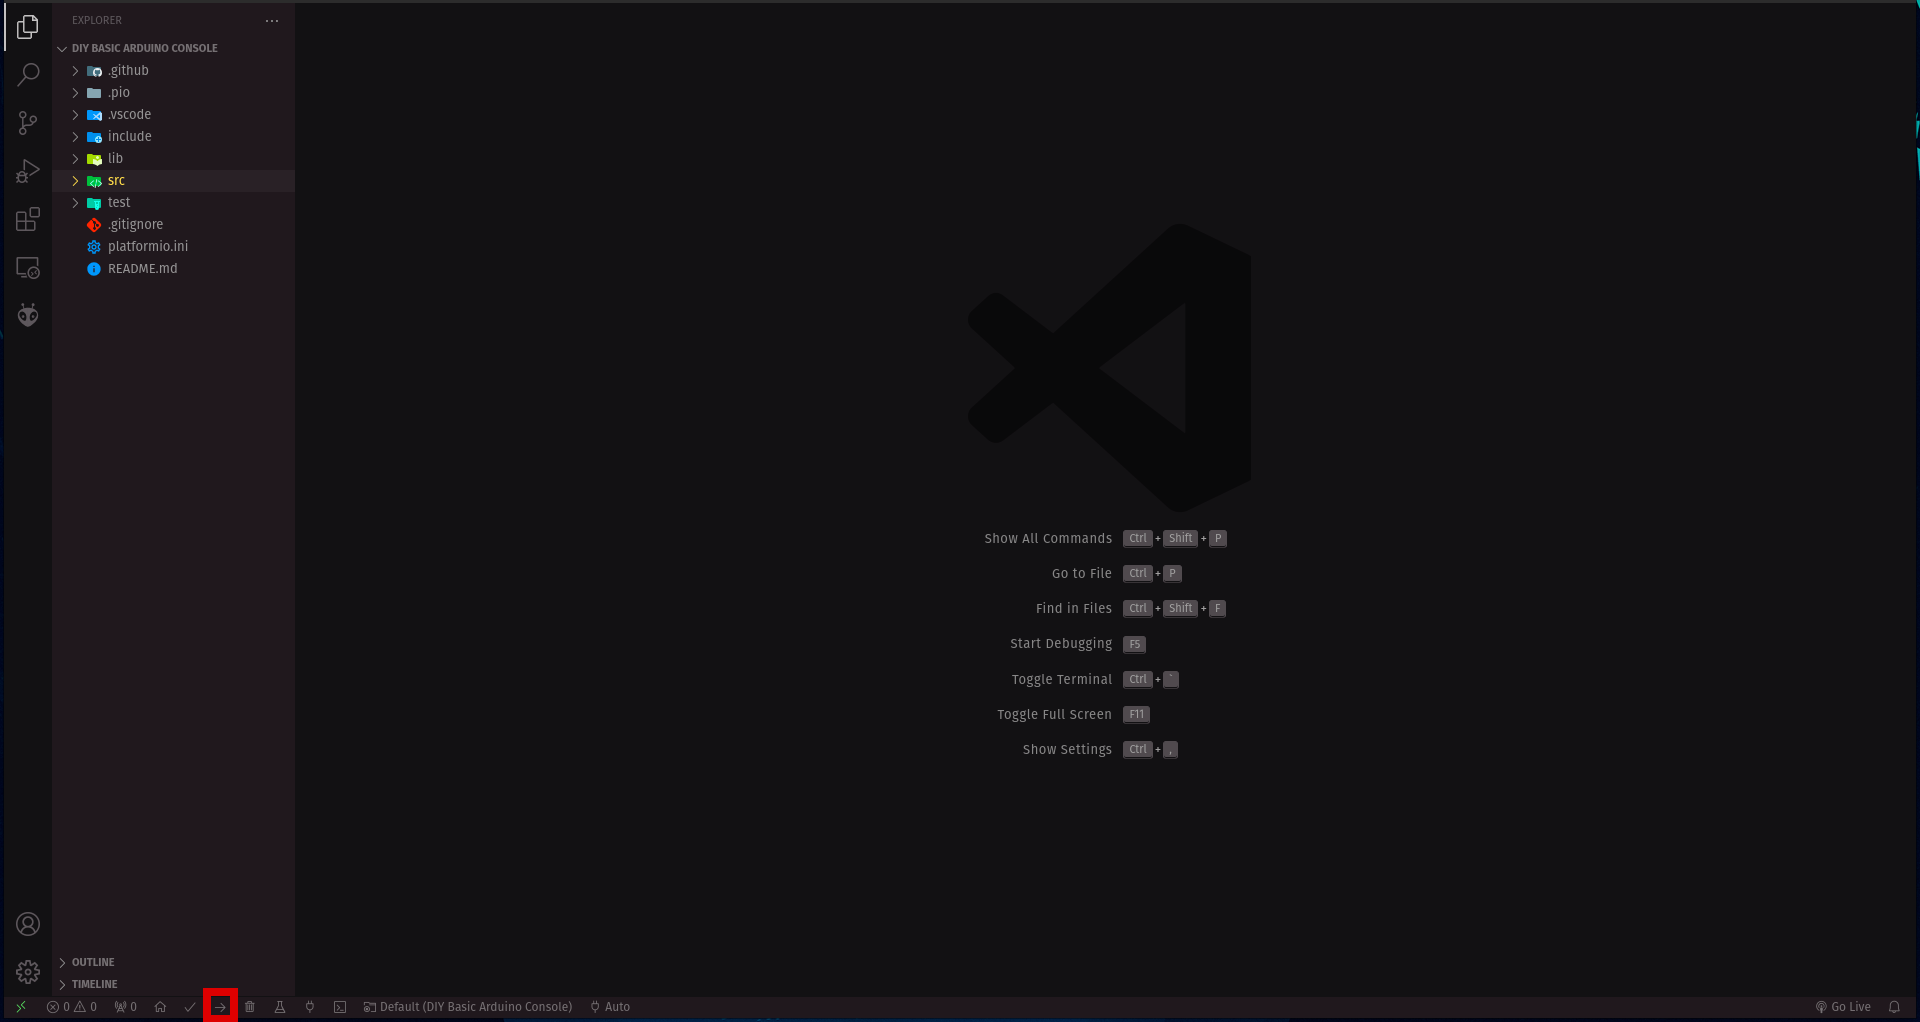 EXPLORER
DIY BASIC ARDUINO CONSOLE
.github
.pio
.vscode
include
lib
src
test
.gitignore
platformio.ini
README.md
Show All Commands Ctrl + Shift + P
Go to File Ctrl + P
Find in Files Ctrl + Shift + F
Start Debugging F5
Toggle Terminal Ctrl + `
Toggle Full Screen F11
Show Settings Ctrl + ,
OUTLINE
TIMELINE
0 0 0 Default (DIY Basic Arduino Console) Auto Go Live